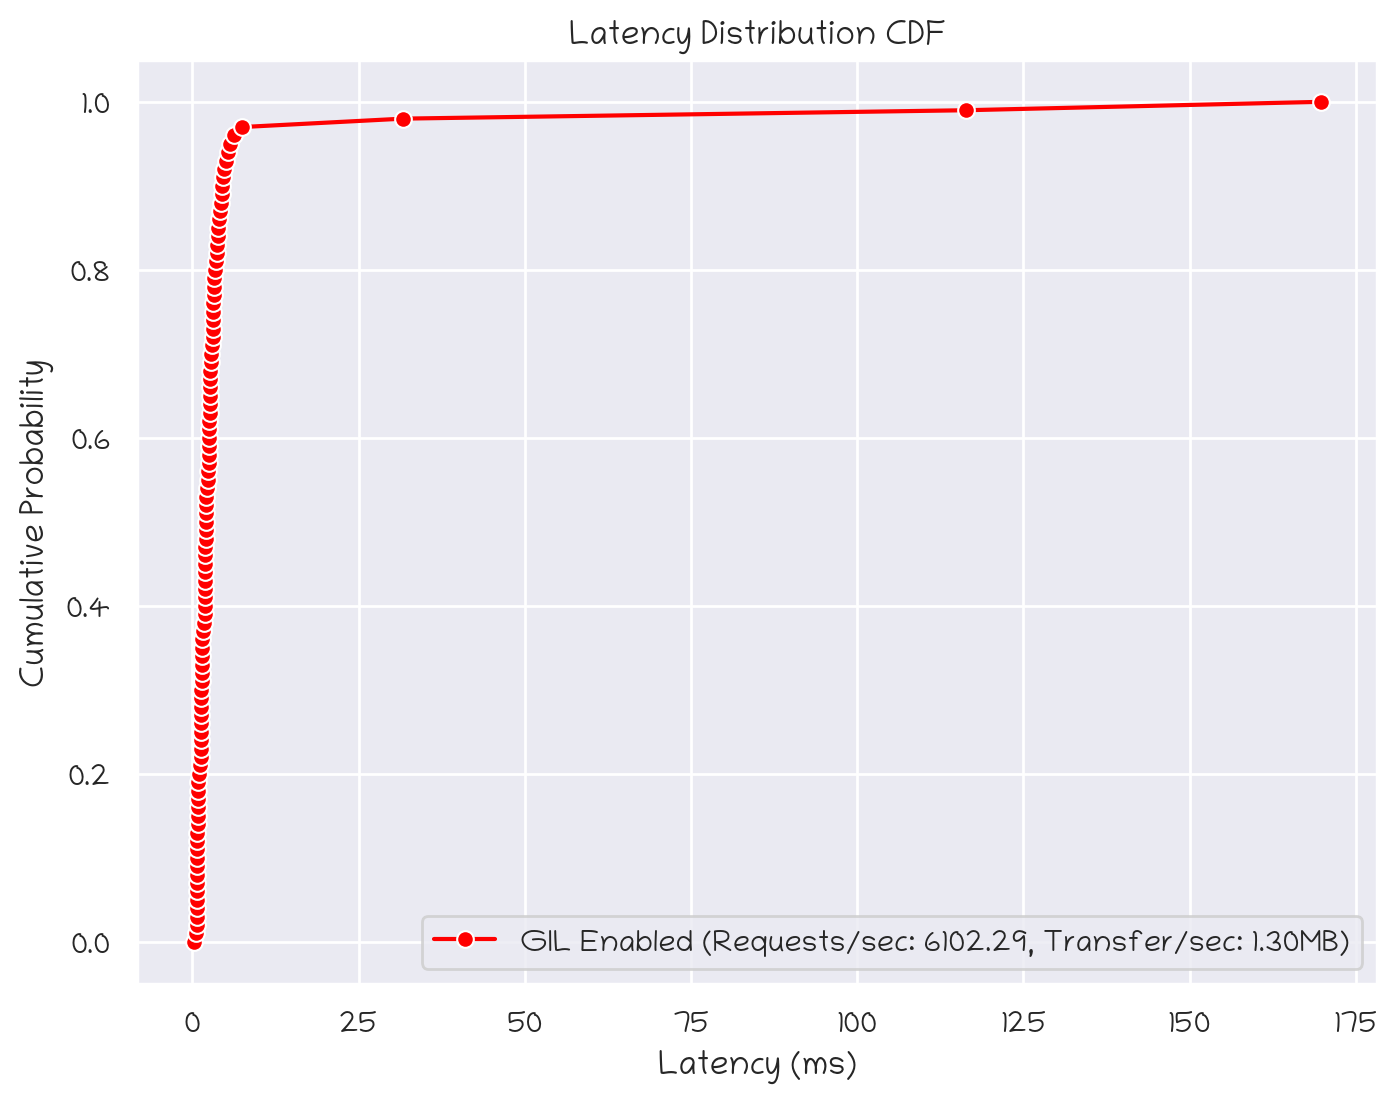 Latency Distribution CDF
1.0
0.8
0.6
0.4
0.2
0.0
Cumulative Probability
GIL Enabled (Requests/sec: 6102.29, Transfer/sec: 1.30MB)
0 25 50 75 100 125 150 175
Latency (ms)